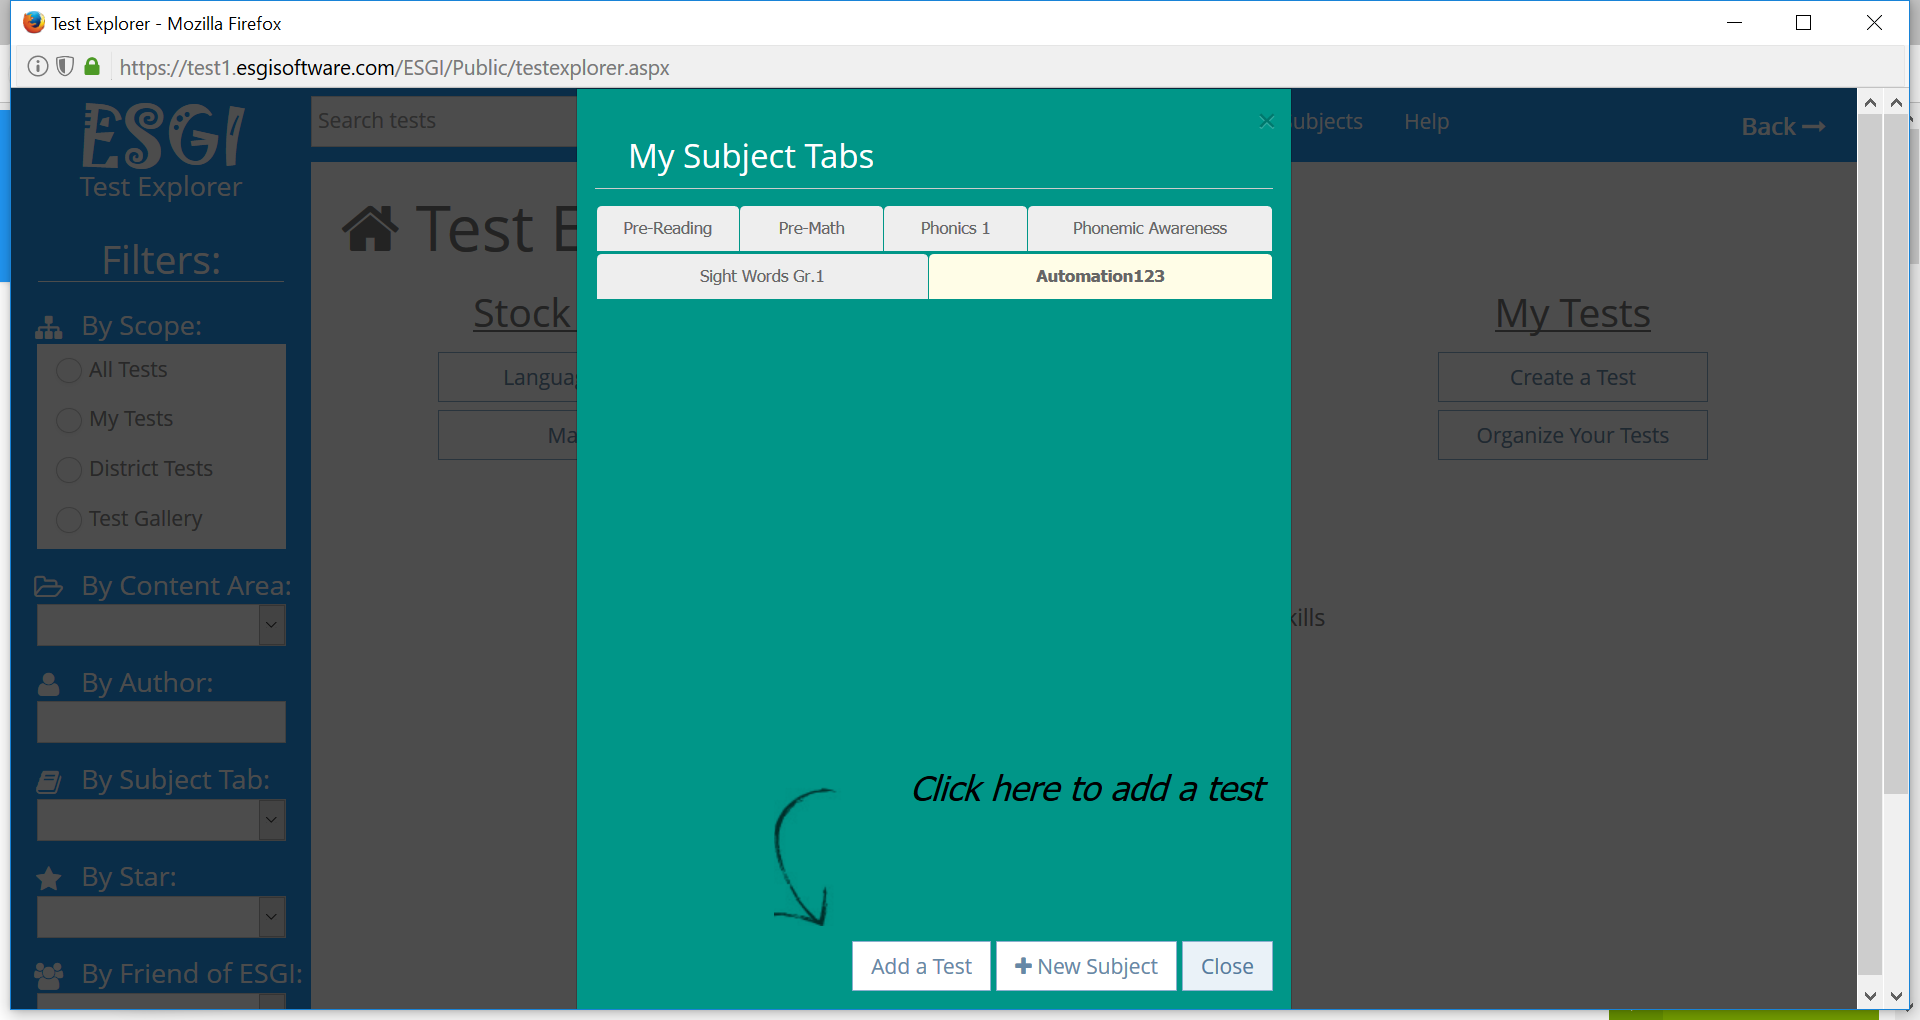 Test Explorer - Mozilla Firefox
https://test1.esgisoftware.com/ESGI/Public/testexplorer.aspx
ESGI
Test Explorer
Search tests
Help
Back
My Subject Tabs
Pre-Reading
Pre-Math
Phonics 1
Phonemic Awareness
Sight Words Gr.1
Automation123
Test E
Filters:
By Scope:
All Tests
My Tests
District Tests
Test Gallery
By Content Area:
By Author:
By Subject Tab:
By Star:
By Friend of ESGI:
Stock
My Tests
Create a Test
Organize Your Tests
Click here to add a test
Add a Test
New Subject
Close